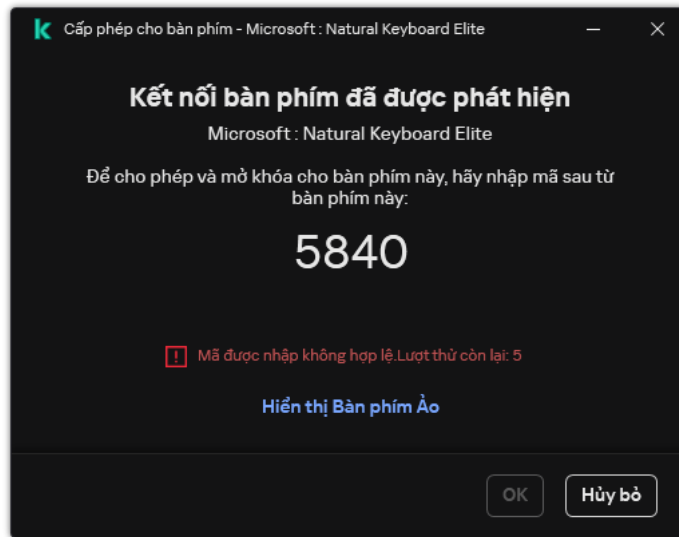 Cấp phép cho bàn phím - Microsoft : Natural Keyboard Elite
Kết nối bàn phím đã được phát hiện
Microsoft : Natural Keyboard Elite
Để cho phép và mở khóa cho bàn phím này, hãy nhập mã sau từ
bàn phím này:
5840
Mã được nhập không hợp lệ.Lượt thử còn lại: 5
Hiển thị Bàn phím Ảo
OK
Hủy bỏ